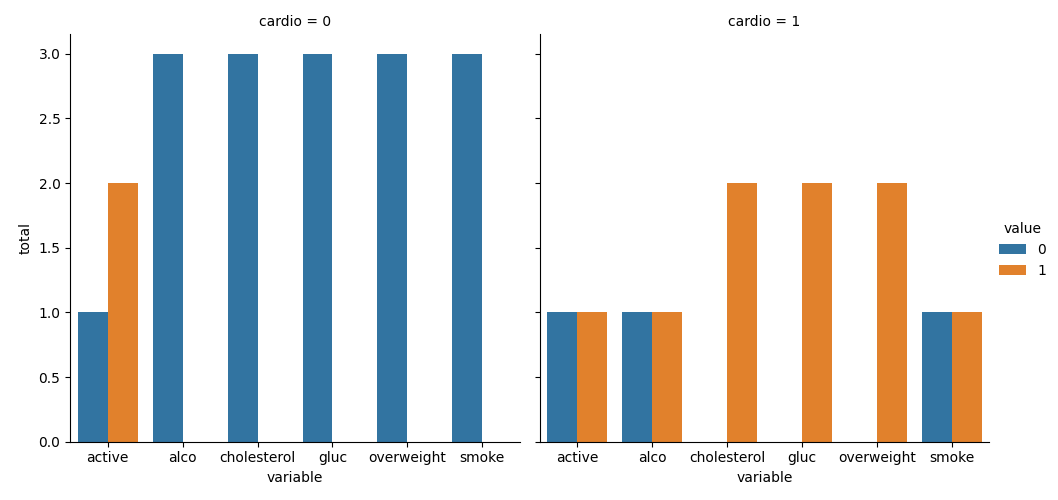 cardio = 0
cardio = 1
3.0
2.5
2.0
1.5
1.0
0.5
0.0
total
active alco cholesterol gluc overweight smoke
variable
active alco cholesterol gluc overweight smoke
variable
value
0
1